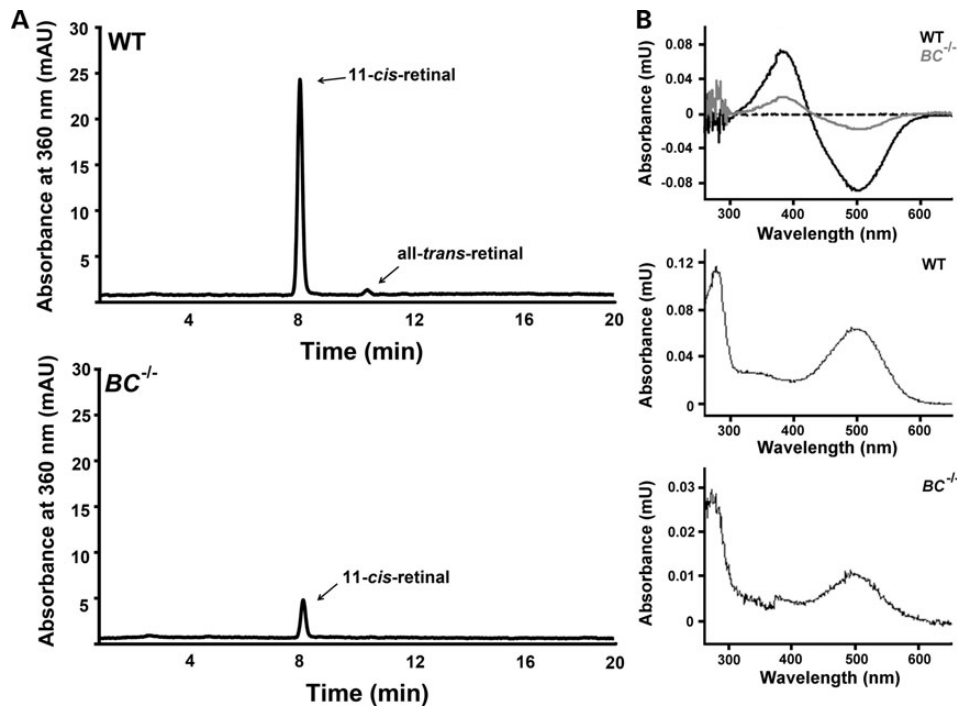 A
WT
Absorbance at 360 nm (mAU)
30
25
20
15
10
5
11-cis-retinal
all-trans-retinal
4
8
12
16
20
Time (min)
BC-/-
Absorbance at 360 nm (mAU)
30
25
20
15
10
5
11-cis-retinal
4
8
12
16
20
Time (min)
B
WT
BC-/-
Absorbance (mU)
0.08
0.04
0
-0.04
-0.08
300
400
500
600
Wavelength (nm)
WT
Absorbance (mU)
0.12
0.08
0.04
0
300
400
500
600
Wavelength (nm)
BC-/-
Absorbance (mU)
0.03
0.02
0.01
0
300
400
500
600
Wavelength (nm)